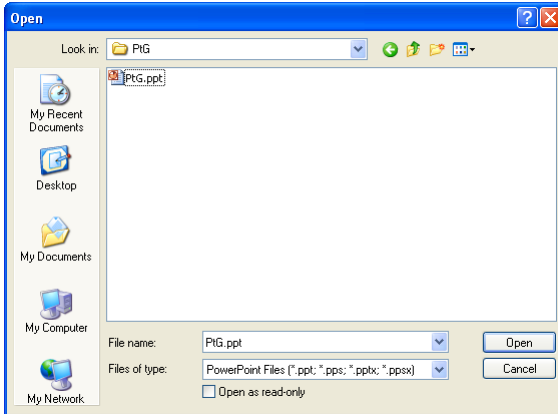 Open
Look in:
PtG
PtG.ppt
My Recent
Documents
Desktop
My Documents
My Computer
My Network
File name:
PtG.ppt
Open
Files of type:
PowerPoint Files (*.ppt; *.pps; *.pptx; *.ppsx)
Cancel
Open as read-only